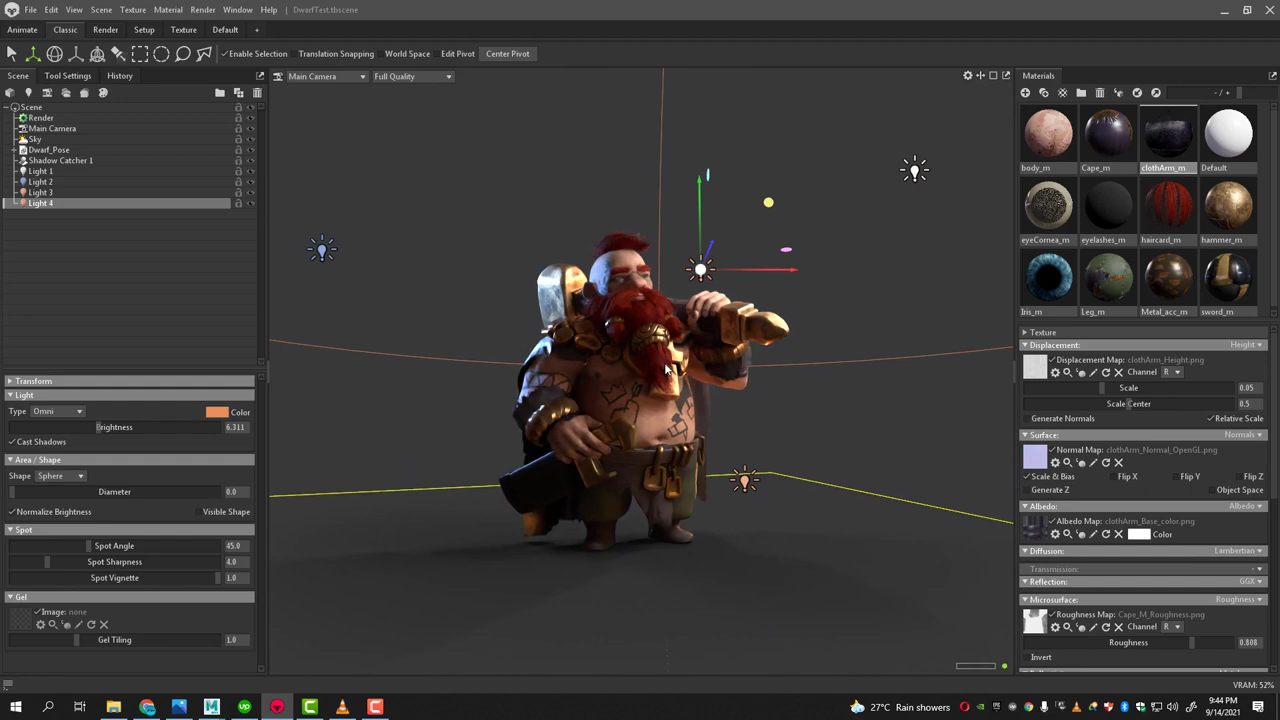 File Edit View Scene Texture Material Render Window Help DwarfTest.tbscene
Animate Classic Render Setup Texture Default +
Enable Selection Translation Snapping World Space Edit Pivot Center Pivot
Scene Tool Settings History
Main Camera Full Quality
Materials
Scene
Render
Main Camera
Sky
Dwarf_Pose
Shadow Catcher 1
Light 1
Light 2
Light 3
Light 4
Transform
Light
Type Omni Color
Brightness 6.311
Cast Shadows
Area / Shape
Shape Sphere
Diameter 0.0
Normalize Brightness Visible Shape
Spot
Spot Angle 45.0
Spot Sharpness 4.0
Spot Vignette 1.0
Gel
Image: none
Gel Tiling 1.0
- / +
body_m Cape_m clothArm_m Default
eyeCornea_m eyelashes_m haircard_m hammer_m
Iris_m Leg_m Metal_acc_m sword_m
Texture
Displacement: Height
Displacement Map: clothArm_Height.png
Channel R
Scale 0.05
Scale Center 0.5
Generate Normals Relative Scale
Surface: Normals
Normal Map: clothArm_Normal_OpenGL.png
Scale & Bias Flip X Flip Y Flip Z
Generate Z Object Space
Albedo: Albedo
Albedo Map: clothArm_Base_color.png
Color
Diffusion: Lambertian
Transmission: -
Reflection: GGX
Microsurface: Roughness
Roughness Map: Cape_M_Roughness.png
Channel R
Roughness 0.808
Invert
VRAM: 52%
27°C Rain showers
9:44 PM
9/14/2021